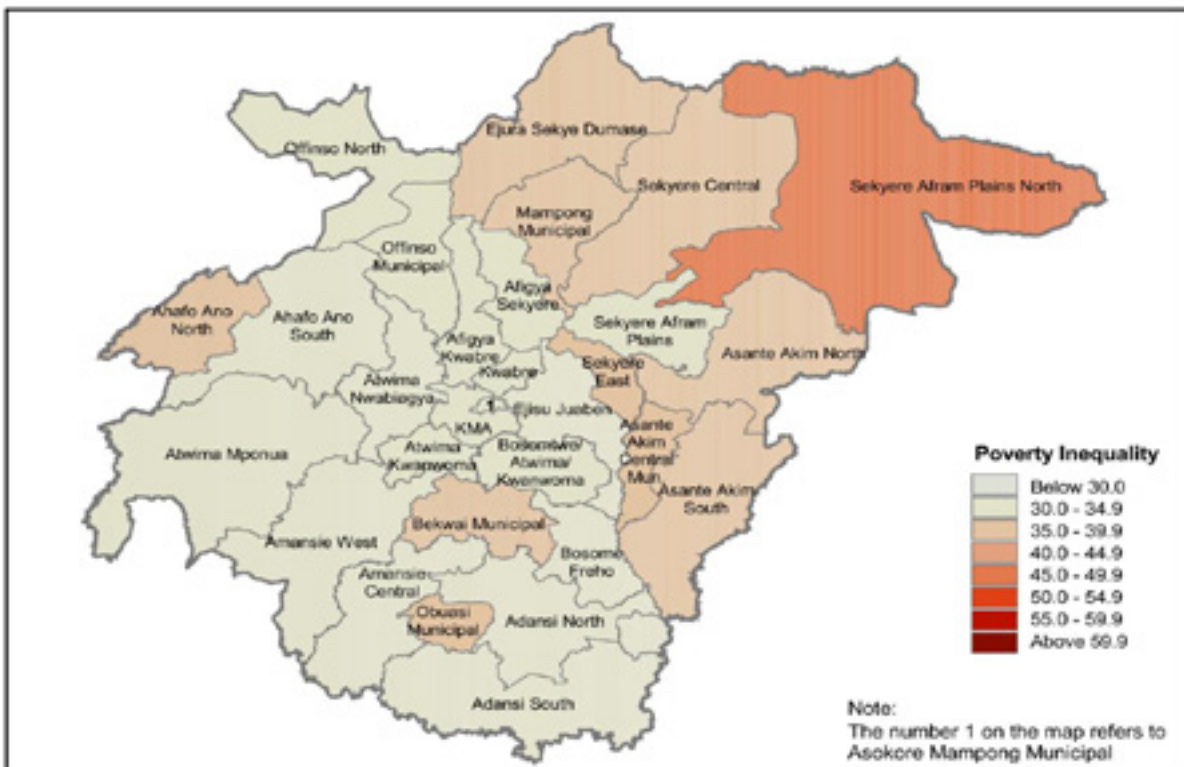 Offinso North
Ejura Sekye Dumase
Sekyere Central
Sekyere Afram Plains North
Mampong
Municipal
Offinso
Municipal
Afigya
Sekyere
Ahafo Ano
North
Ahafo Ano
South
Sekyere Afram
Plains
Afigya
Kwabre
Kwabre
Asante Akim North
Sekyere
East
Atwima
Nwabiagya
1
Ejisu Juaben
KMA
Asante
Akim
Central
Mun
Atwima Mponua
Atwima
Kwanwoma
Bosomtwe/
Atwima/
Kwanwoma
Asante Akim
South
Bekwai Municipal
Amansie West
Bosome
Freho
Amansie
Central
Obuasi
Municipal
Adansi North
Adansi South
Poverty Inequality
Below 30.0
30.0 - 34.9
35.0 - 39.9
40.0 - 44.9
45.0 - 49.9
50.0 - 54.9
55.0 - 59.9
Above 59.9
Note:
The number 1 on the map refers to
Asokore Mampong Municipal